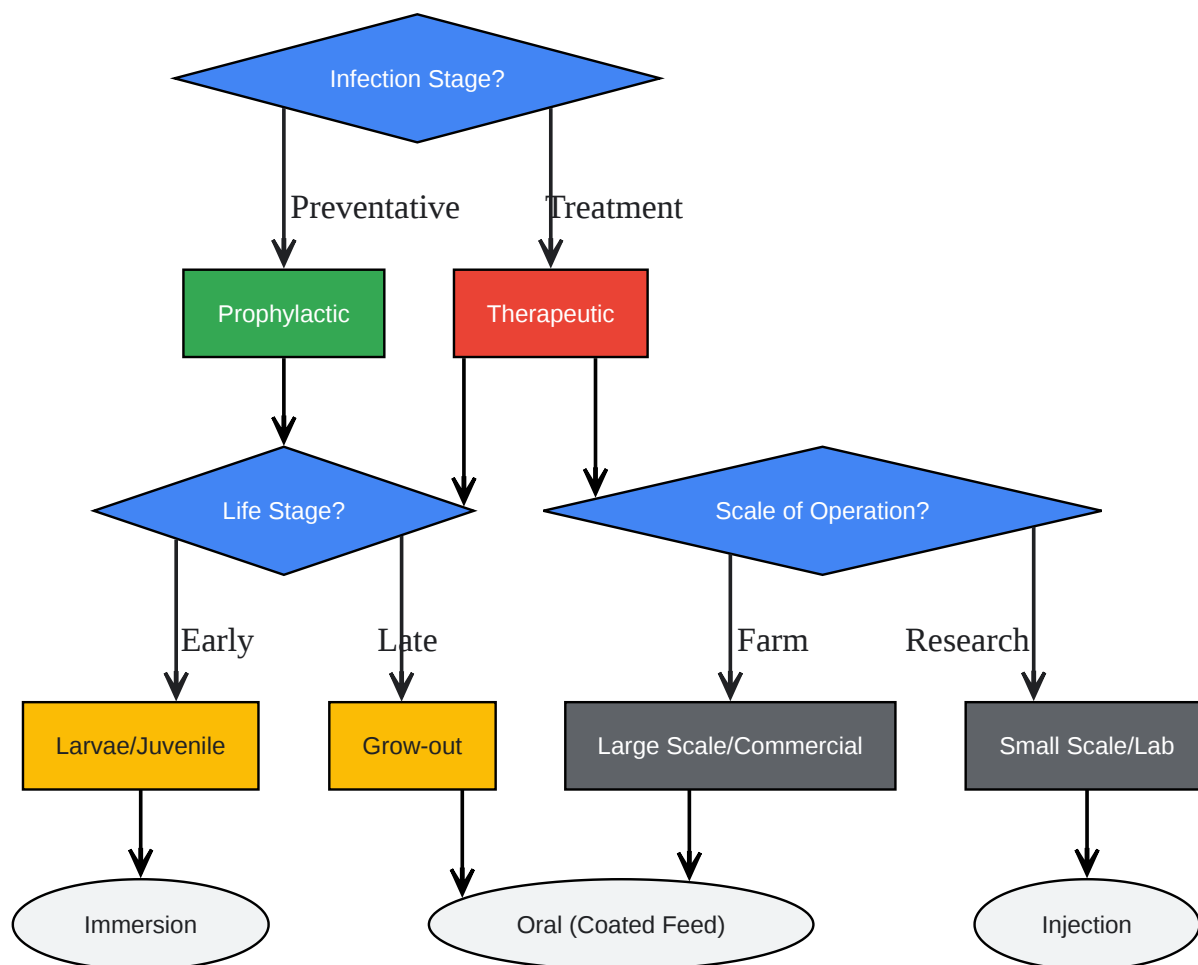 Infection Stage?
Preventative
Treatment
Prophylactic
Therapeutic
Life Stage?
Scale of Operation?
Early
Late
Farm
Research
Larvae/Juvenile
Grow-out
Large Scale/Commercial
Small Scale/Lab
Immersion
Oral (Coated Feed)
Injection